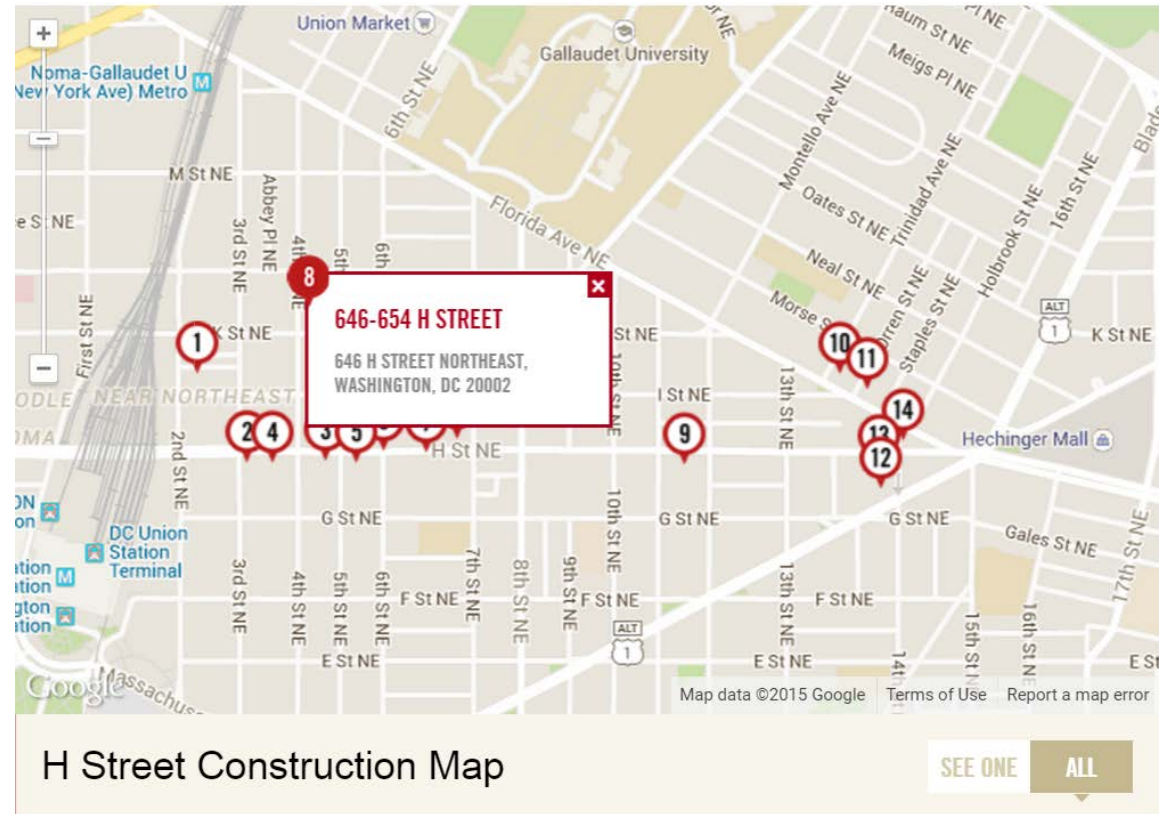 +
Union Market
Gallaudet University
Noma-Gallaudet U
New York Ave) Metro
M
6th St NE
Meigs Pl NE
Montello Ave NE
Trinidad Ave NE
16th St NE
M St NE
Abbey Pl NE
Florida Ave NE
Oates St NE
Holbrook St NE
3rd St NE
4th
NE
5th
6th
Neal St NE
Morse
Staples St NE
8
646-654 H STREET
646 H STREET NORTHEAST,
WASHINGTON, DC 20002
First St NE
1
K St NE
St NE
10
11
ALT
1
K St NE
−
NEAR NORTHEAST
10th St NE
I St NE
13th St NE
14
2
4
3
5
9
13
12
Hechinger Mall
2nd St NE
H St NE
DC Union
Station
Terminal
M
G St NE
10th St NE
G St NE
G St NE
Gales St NE
17th St NE
3rd St NE
4th St NE
5th St NE
6th St NE
F St NE
7th St NE
8th St NE
9th St NE
F St NE
13th St NE
F St NE
ALT
1
E St NE
E St NE
15th St N
16th St NE
14th
E St
Google
Massachus
Map data ©2015 Google
Terms of Use
Report a map error
H Street Construction Map
SEE ONE
ALL